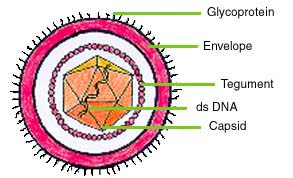 Glycoprotein
Envelope
Tegument
ds DNA
Capsid